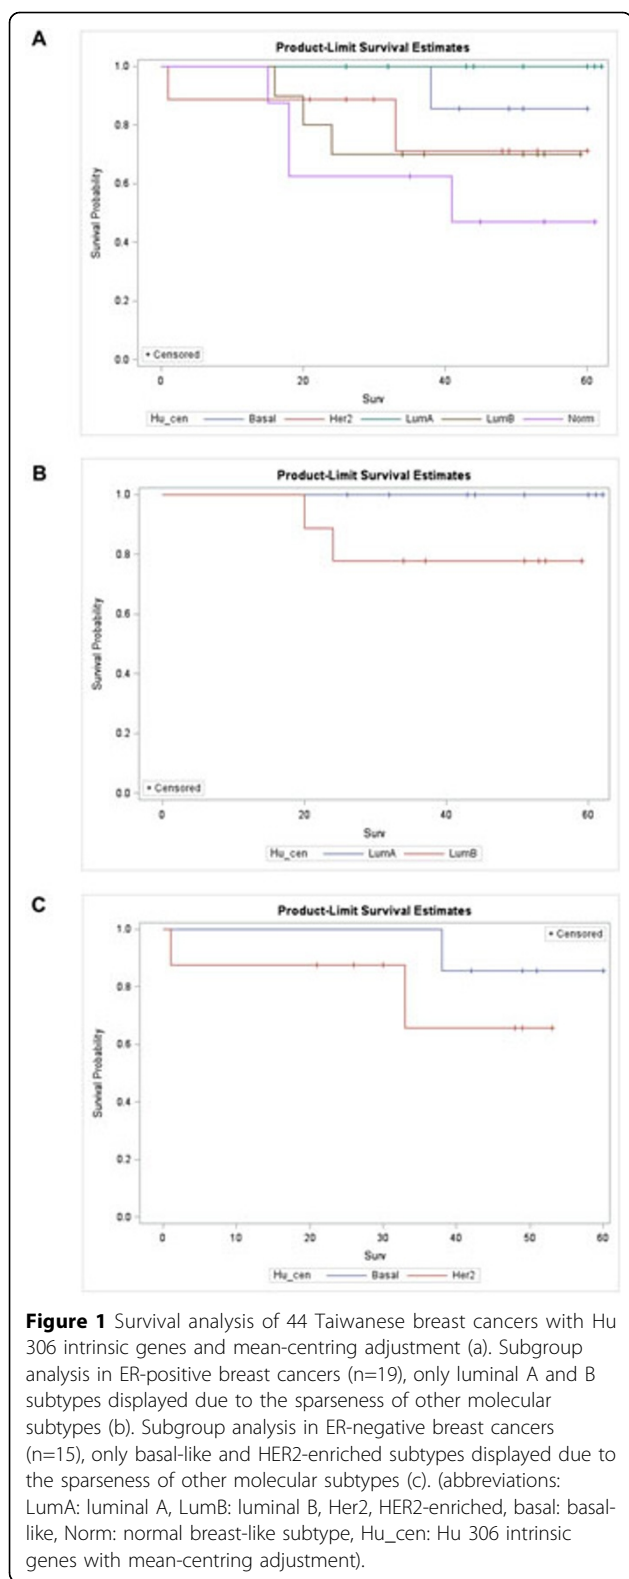 A
Product-Limit Survival Estimates
1.0
0.8
0.6
0.4
0.2
0.0
Survival Probability
+ Censored
0 20 40 60
Surv
Hu_cen Basal Her2 LumA LumB Norm
B
Product-Limit Survival Estimates
1.0
0.8
0.6
0.4
0.2
0.0
Survival Probability
+ Censored
0 20 40 60
Surv
Hu_cen LumA LumB
C
Product-Limit Survival Estimates
+ Censored
1.0
0.8
0.6
0.4
0.2
0.0
Survival Probability
0 10 20 30 40 50 60
Surv
Hu_cen Basal Her2
Figure 1 Survival analysis of 44 Taiwanese breast cancers with Hu
306 intrinsic genes and mean-centring adjustment (a). Subgroup
analysis in ER-positive breast cancers (n=19), only luminal A and B
subtypes displayed due to the sparseness of other molecular
subtypes (b). Subgroup analysis in ER-negative breast cancers
(n=15), only basal-like and HER2-enriched subtypes displayed due to
the sparseness of other molecular subtypes (c). (abbreviations:
LumA: luminal A, LumB: luminal B, Her2, HER2-enriched, basal: basal-
like, Norm: normal breast-like subtype, Hu_cen: Hu 306 intrinsic
genes with mean-centring adjustment).